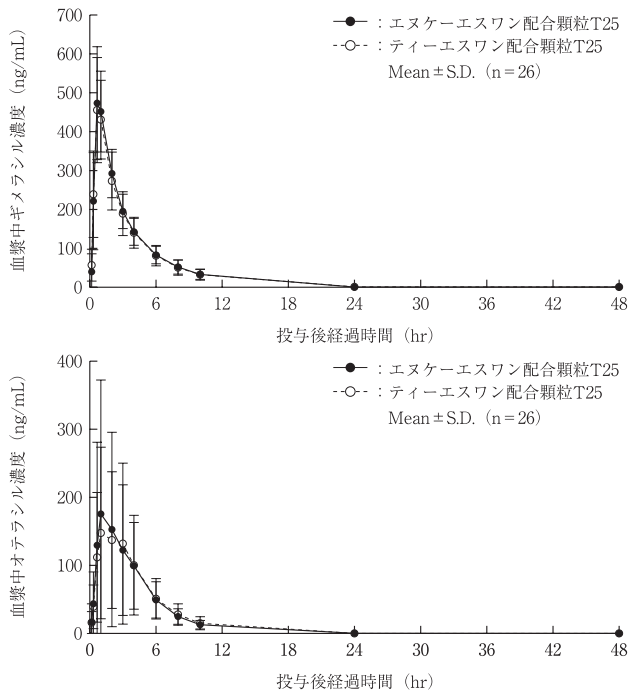 血漿中ギメラシル濃度（ng/mL）
700
600
500
400
300
200
100
0
●：エヌケーエスワン配合顆粒T25
○：ティーエスワン配合顆粒T25
Mean±S.D.（n＝26）
0 6 12 18 24 30 36 42 48
投与後経過時間（hr）
血漿中オテラシル濃度（ng/mL）
400
300
200
100
0
●：エヌケーエスワン配合顆粒T25
○：ティーエスワン配合顆粒T25
Mean±S.D.（n＝26）
0 6 12 18 24 30 36 42 48
投与後経過時間（hr）